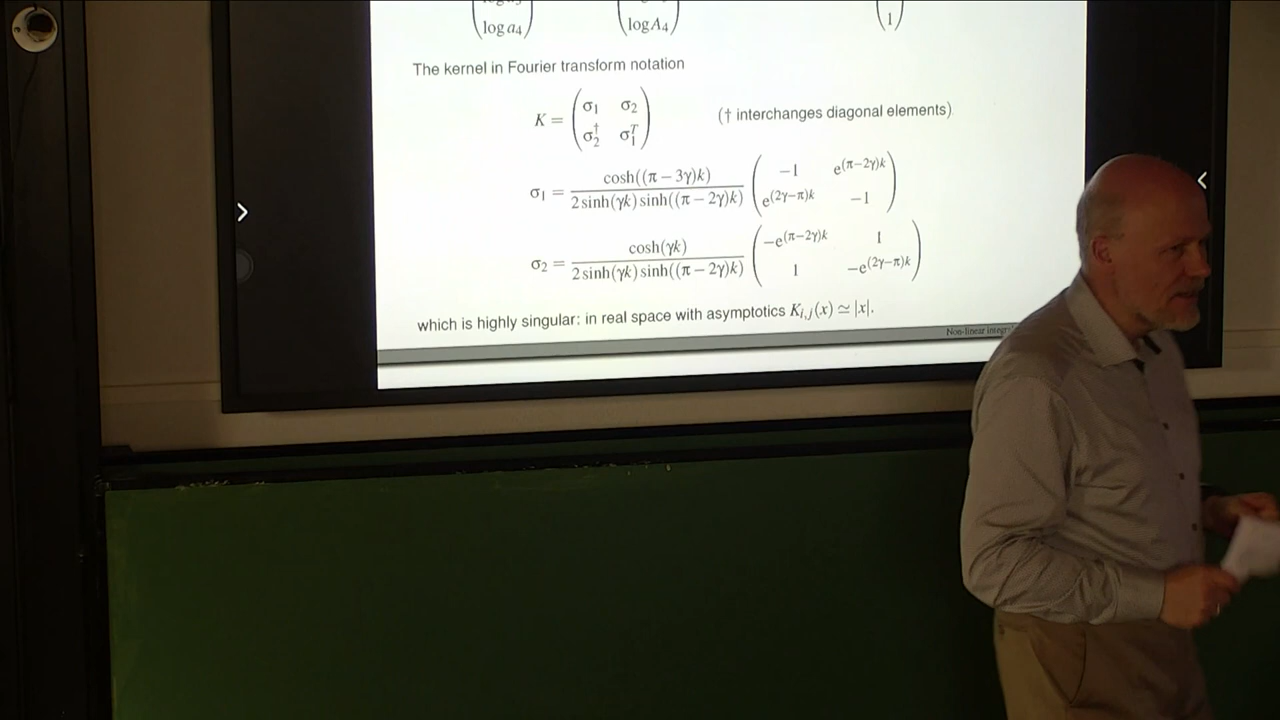 log a₄ log A₄ 1
The kernel in Fourier transform notation
K = ( σ₁ σ₂ ; σ₂† σ₁ᵀ ) († interchanges diagonal elements).
σ₁ = cosh((π − 3γ)k) / 2 sinh(γk) sinh((π − 2γ)k) ( −1 e^(π−2γ)k ; e^(2γ−π)k −1 )
σ₂ = cosh(γk) / 2 sinh(γk) sinh((π − 2γ)k) ( −e^(π−2γ)k 1 ; 1 −e^(2γ−π)k )
which is highly singular: in real space with asymptotics K_{i,j}(x) ≃ |x|.
Non-linear